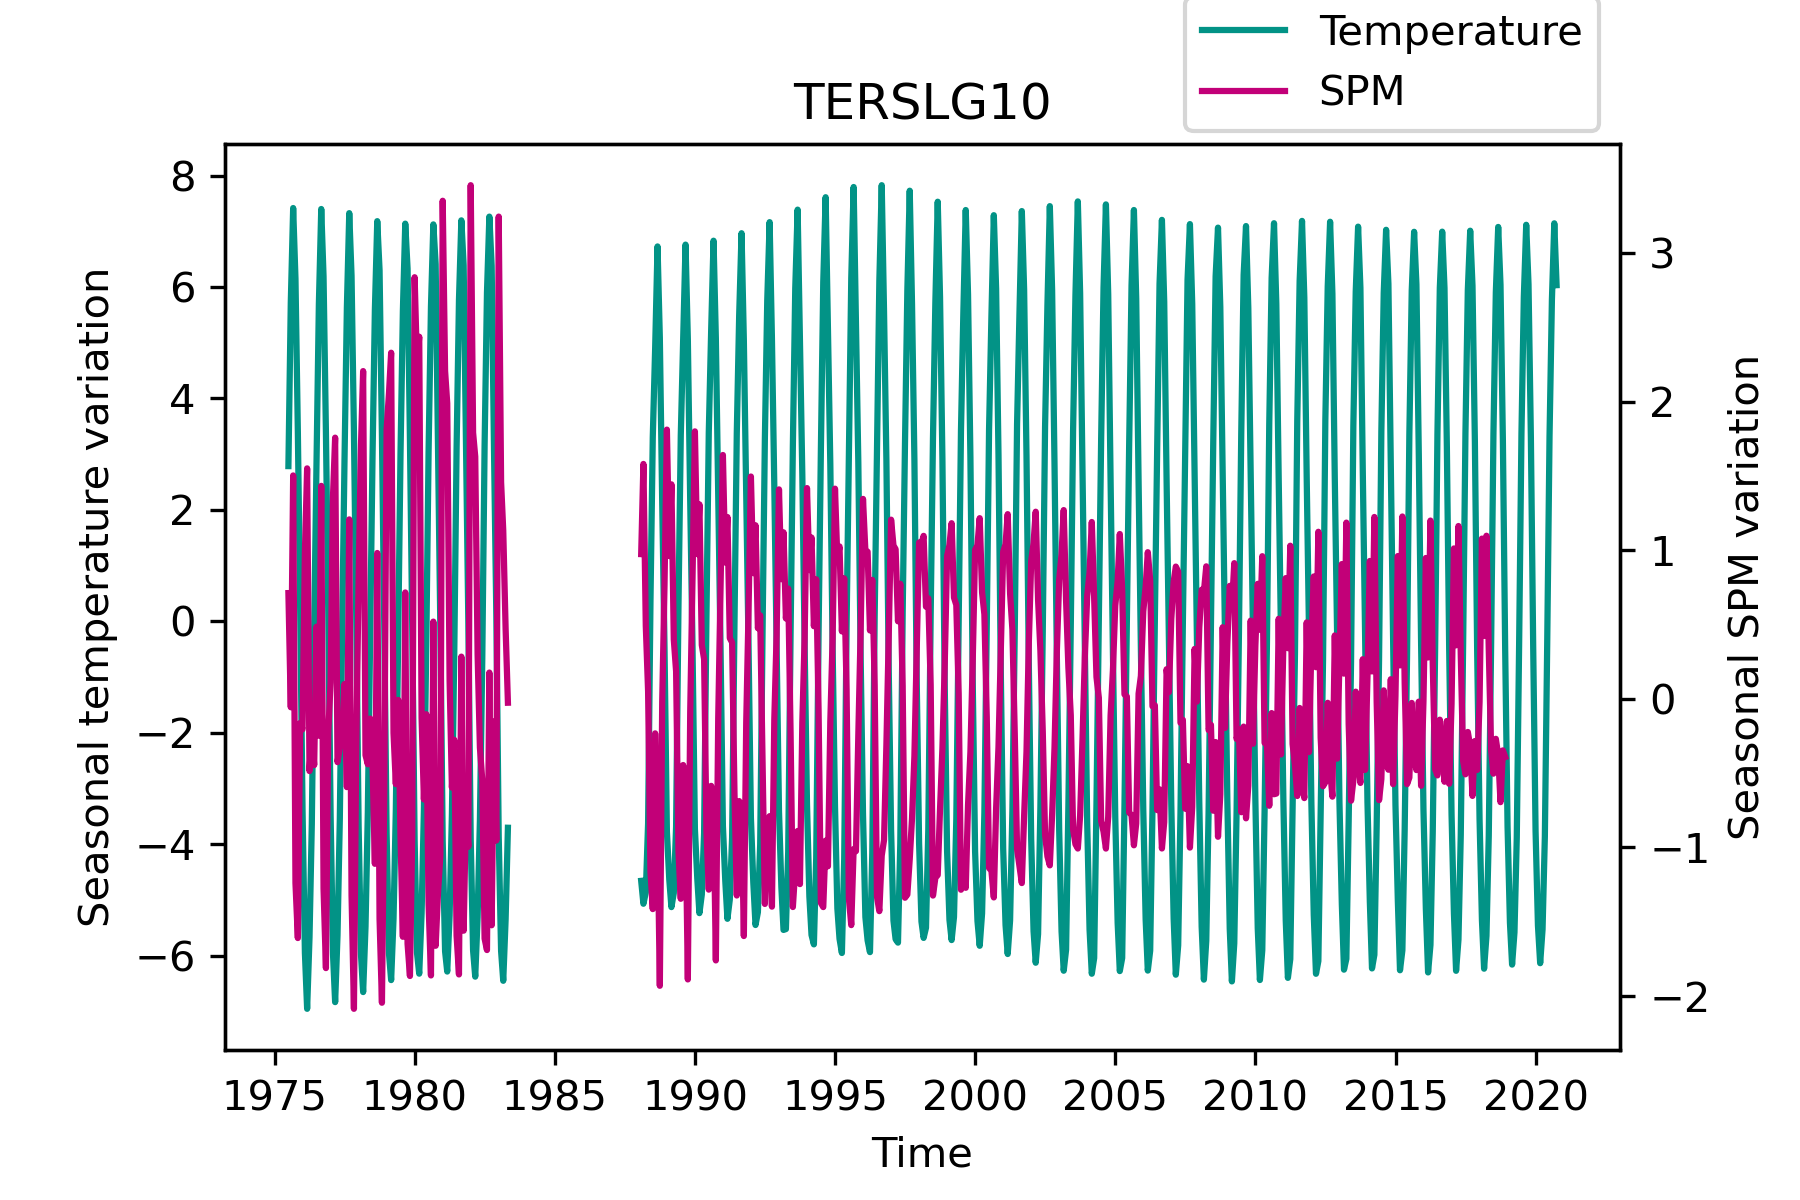 Temperature
SPM
TERSLG10
Seasonal temperature variation
8
6
4
2
0
−2
−4
−6
3
2
1
0
−1
−2
Seasonal SPM variation
1975 1980 1985 1990 1995 2000 2005 2010 2015 2020
Time